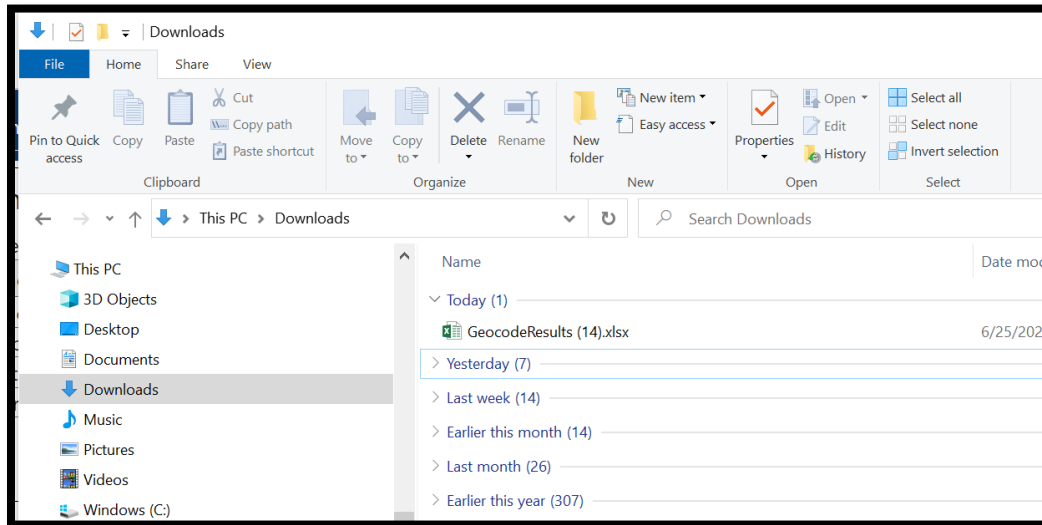 Downloads
File Home Share View
Pin to Quick access
Copy
Paste
Cut
Copy path
Paste shortcut
Clipboard
Move to
Copy to
Delete
Rename
Organize
New folder
New item
Easy access
New
Properties
Open
Edit
History
Open
Select all
Select none
Invert selection
Select
This PC > Downloads
Search Downloads
This PC
3D Objects
Desktop
Documents
Downloads
Music
Pictures
Videos
Windows (C:)
Name
Today (1)
GeocodeResults (14).xlsx 6/25/202
Yesterday (7)
Last week (14)
Earlier this month (14)
Last month (26)
Earlier this year (307)